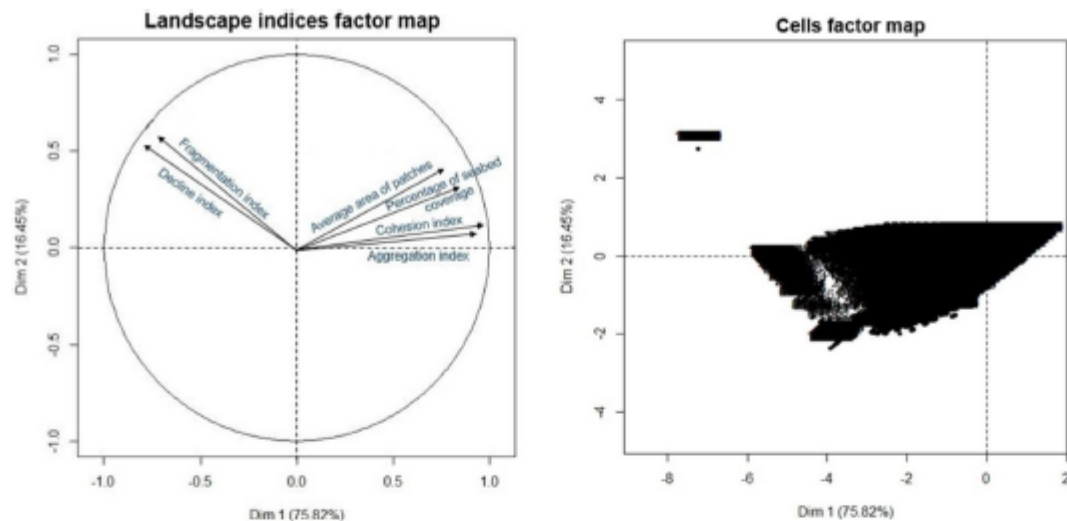 Landscape indices factor map
1.0
0.5
0.0
-0.5
-1.0
Dim 2 (16.45%)
Fragmentation index
Decline index
Average area of patches
Percentage of seabed
coverage
Cohesion index
Aggregation index
-1.0 -0.5 0.0 0.5 1.0
Dim 1 (75.82%)
Cells factor map
4
2
0
-2
-4
Dim 2 (16.45%)
-8 -6 -4 -2 0 2
Dim 1 (75.82%)